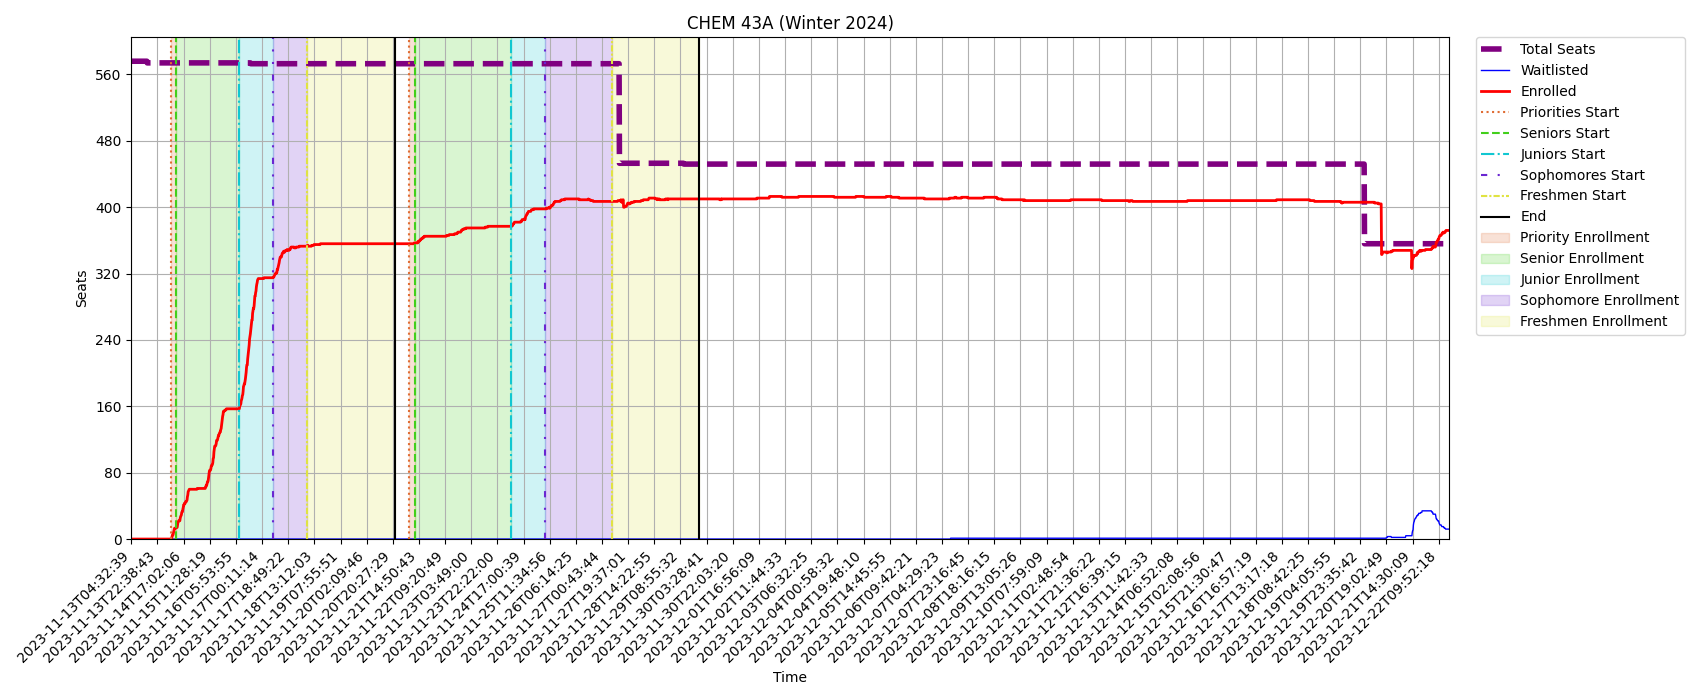 CHEM 43A (Winter 2024)
Seats
560
480
400
320
240
160
80
0
2023-11-13T04:32:39
2023-11-13T22:38:43
2023-11-14T17:02:06
2023-11-15T11:28:19
2023-11-16T05:53:55
2023-11-17T00:11:14
2023-11-17T18:49:22
2023-11-18T13:12:03
2023-11-19T07:55:51
2023-11-20T02:09:46
2023-11-20T20:27:29
2023-11-21T14:50:43
2023-11-22T09:20:49
2023-11-23T03:49:00
2023-11-23T22:22:00
2023-11-24T17:00:39
2023-11-25T11:34:56
2023-11-26T06:14:25
2023-11-27T00:43:44
2023-11-27T19:37:01
2023-11-28T14:22:55
2023-11-29T08:55:32
2023-11-30T03:28:41
2023-11-30T22:03:20
2023-12-01T16:56:09
2023-12-02T11:44:33
2023-12-03T06:32:25
2023-12-04T00:58:32
2023-12-04T19:48:10
2023-12-05T14:45:55
2023-12-06T09:42:21
2023-12-07T04:29:23
2023-12-07T23:16:45
2023-12-08T18:16:15
2023-12-09T13:05:26
2023-12-10T07:59:09
2023-12-11T02:48:54
2023-12-11T21:36:22
2023-12-12T16:39:15
2023-12-13T11:42:33
2023-12-14T06:52:08
2023-12-15T02:08:56
2023-12-15T21:30:47
2023-12-16T16:57:19
2023-12-17T13:17:18
2023-12-18T08:42:25
2023-12-19T04:05:55
2023-12-19T23:35:42
2023-12-20T19:02:49
2023-12-21T14:30:09
2023-12-22T09:52:18
Time
Total Seats
Waitlisted
Enrolled
Priorities Start
Seniors Start
Juniors Start
Sophomores Start
Freshmen Start
End
Priority Enrollment
Senior Enrollment
Junior Enrollment
Sophomore Enrollment
Freshmen Enrollment